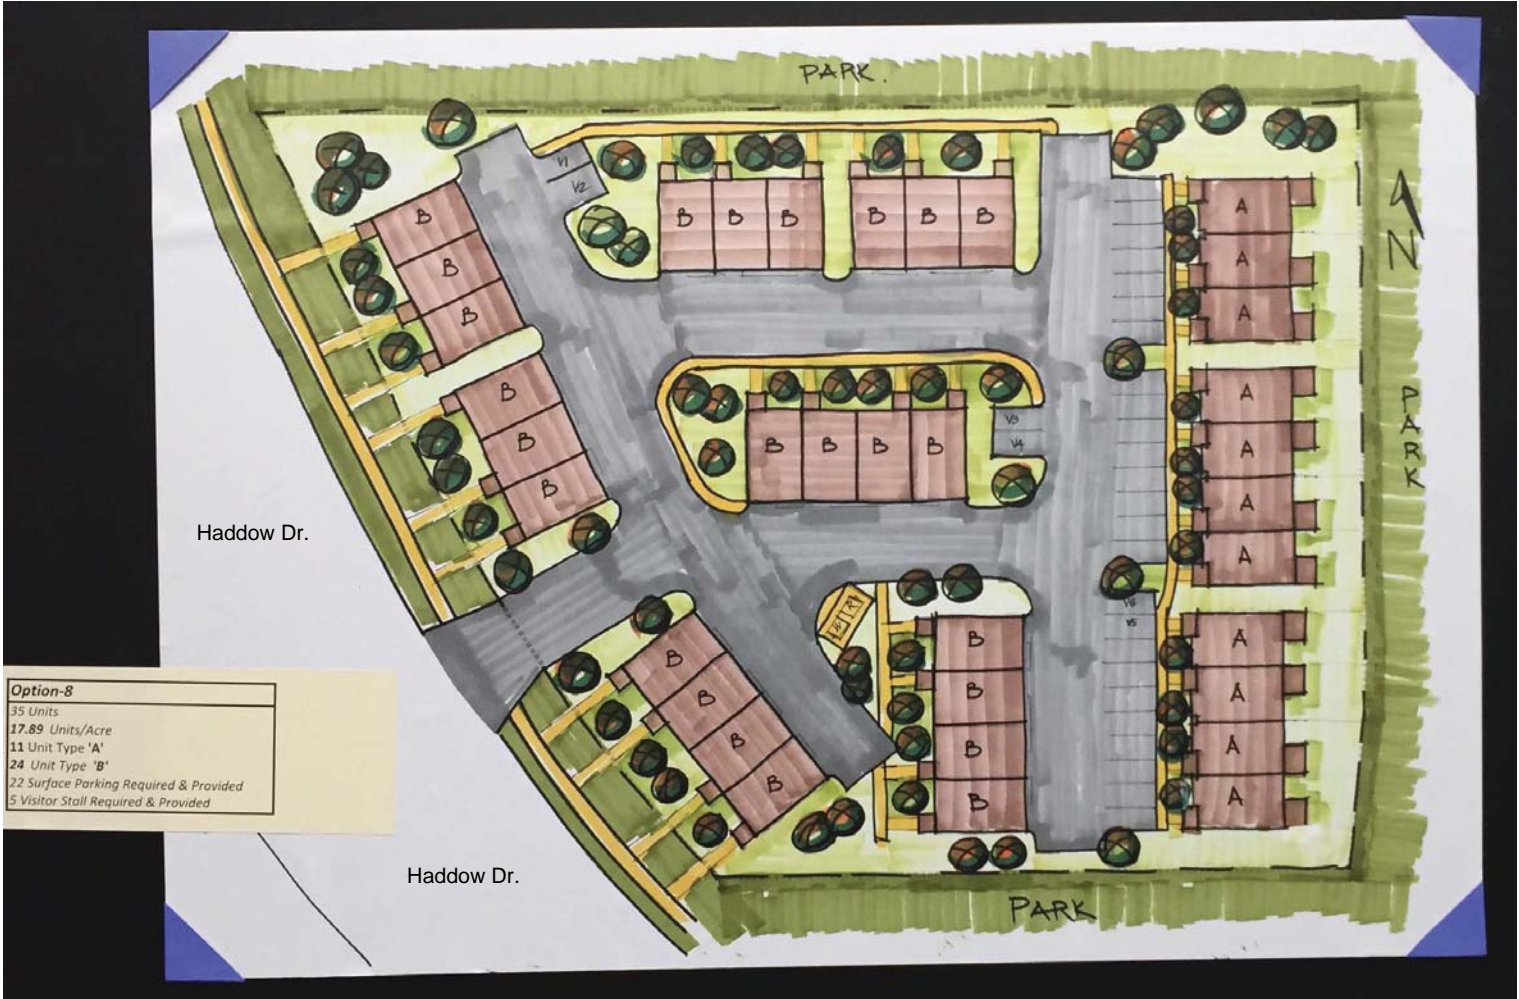 PARK.
V1
V2
B
B
B
B
B
B
B
B
B
A
A
A
N
PARK
B
B
B
B
B
B
B
V3
V4
A
A
A
A
Haddow Dr.
V6
V5
B
B
B
B
B
B
B
B
A
A
A
A
Option-8
35 Units
17.89 Units/Acre
11 Unit Type 'A'
24 Unit Type 'B'
22 Surface Parking Required & Provided
5 Visitor Stall Required & Provided
Haddow Dr.
PARK